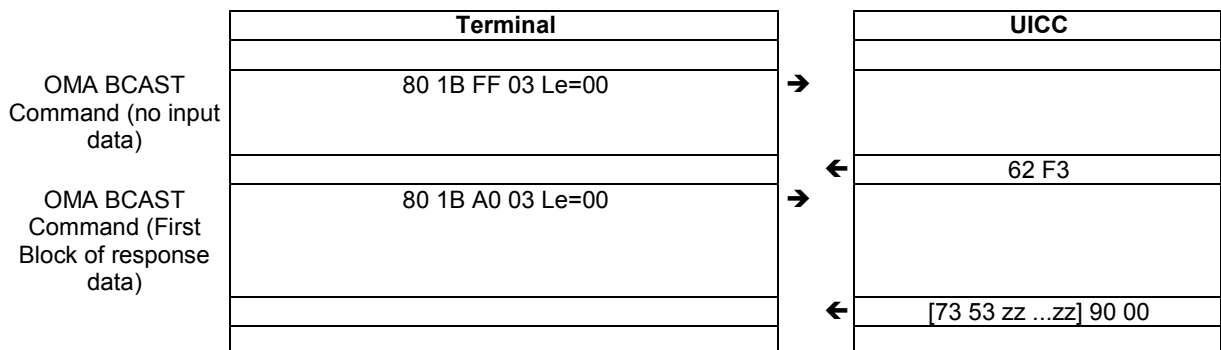 Terminal
UICC
OMA BCAST
Command (no input
data)
80 1B FF 03 Le=00
➔
🡰 62 F3
OMA BCAST
Command (First
Block of response
data)
80 1B A0 03 Le=00
➔
🡰 [73 53 zz ...zz] 90 00